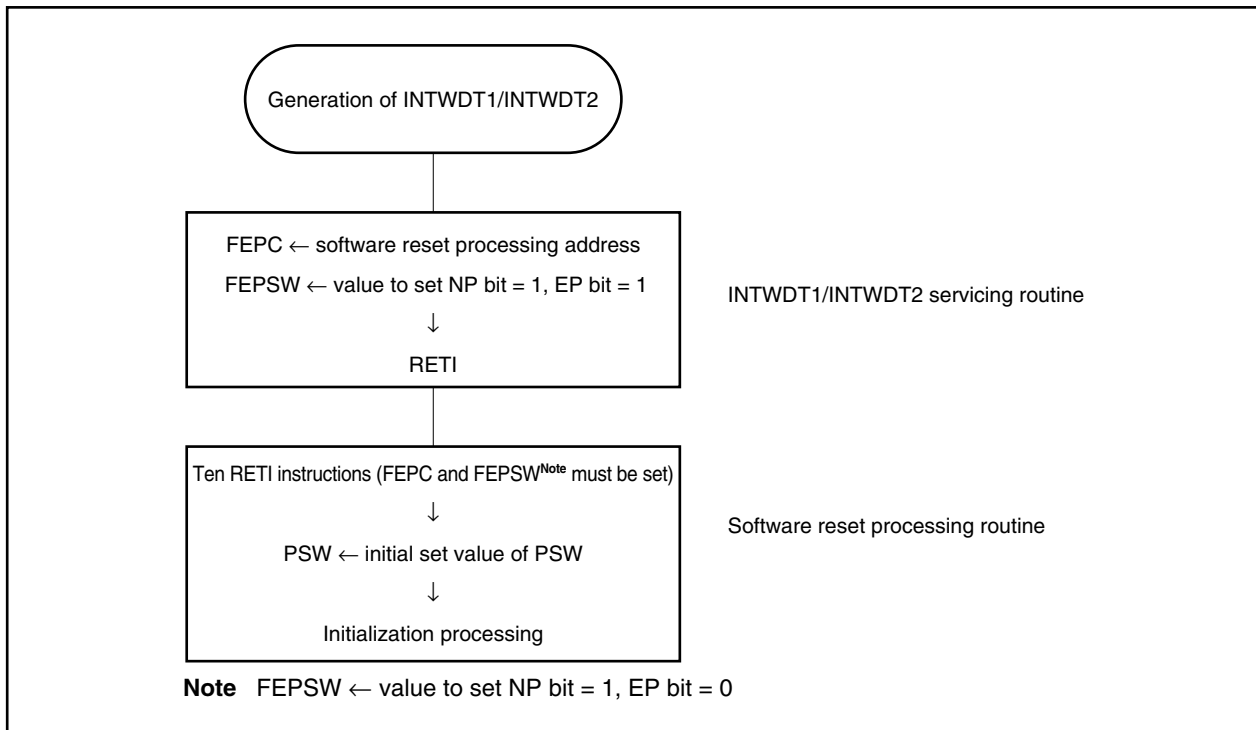 Generation of INTWDT1/INTWDT2
FEPC ← software reset processing address
FEPSW ← value to set NP bit = 1, EP bit = 1
↓
RETI
INTWDT1/INTWDT2 servicing routine
Ten RETI instructions (FEPC and FEPSWNote must be set)
↓
PSW ← initial set value of PSW
↓
Initialization processing
Software reset processing routine
Note FEPSW ← value to set NP bit = 1, EP bit = 0